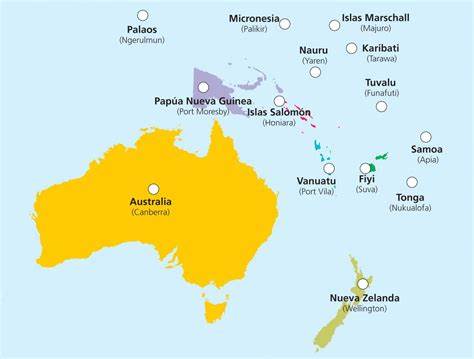 Palaos
(Ngerulmun)
Micronesia
(Palikir)
Islas Marschall
(Majuro)
Nauru
(Yaren)
Karibati
(Tarawa)
Tuvalu
(Funafuti)
Papúa Nueva Guinea
(Port Moresby)
Islas Salomón
(Honiara)
Samoa
(Apia)
Vanuatu
(Port Vila)
Fiyi
(Suva)
Tonga
(Nukualofa)
Australia
(Canberra)
Nueva Zelanda
(Wellington)